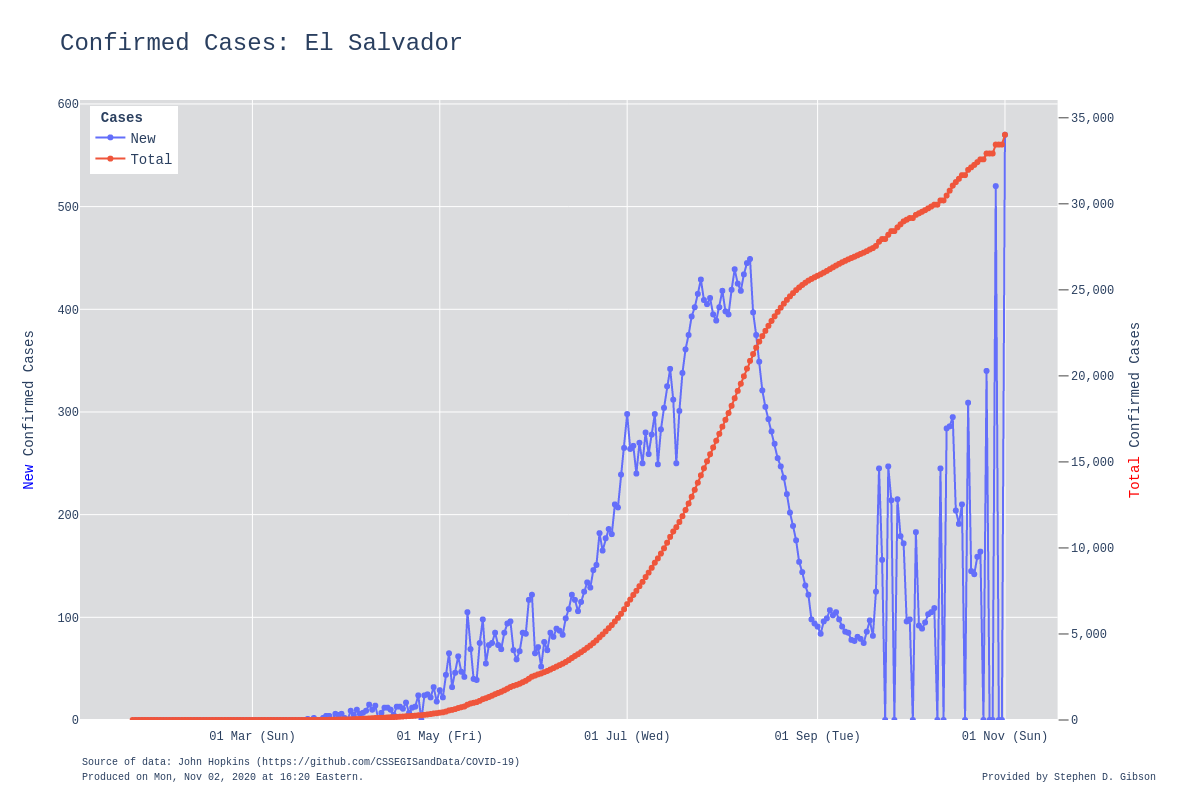 Confirmed Cases: El Salvador
Cases
New
Total
600
500
400
300
200
100
0
New Confirmed Cases
35,000
30,000
25,000
20,000
15,000
10,000
5,000
0
Total Confirmed Cases
01 Mar (Sun) 01 May (Fri) 01 Jul (Wed) 01 Sep (Tue) 01 Nov (Sun)
Source of data: John Hopkins (https://github.com/CSSEGISandData/COVID-19)
Produced on Mon, Nov 02, 2020 at 16:20 Eastern.
Provided by Stephen D. Gibson